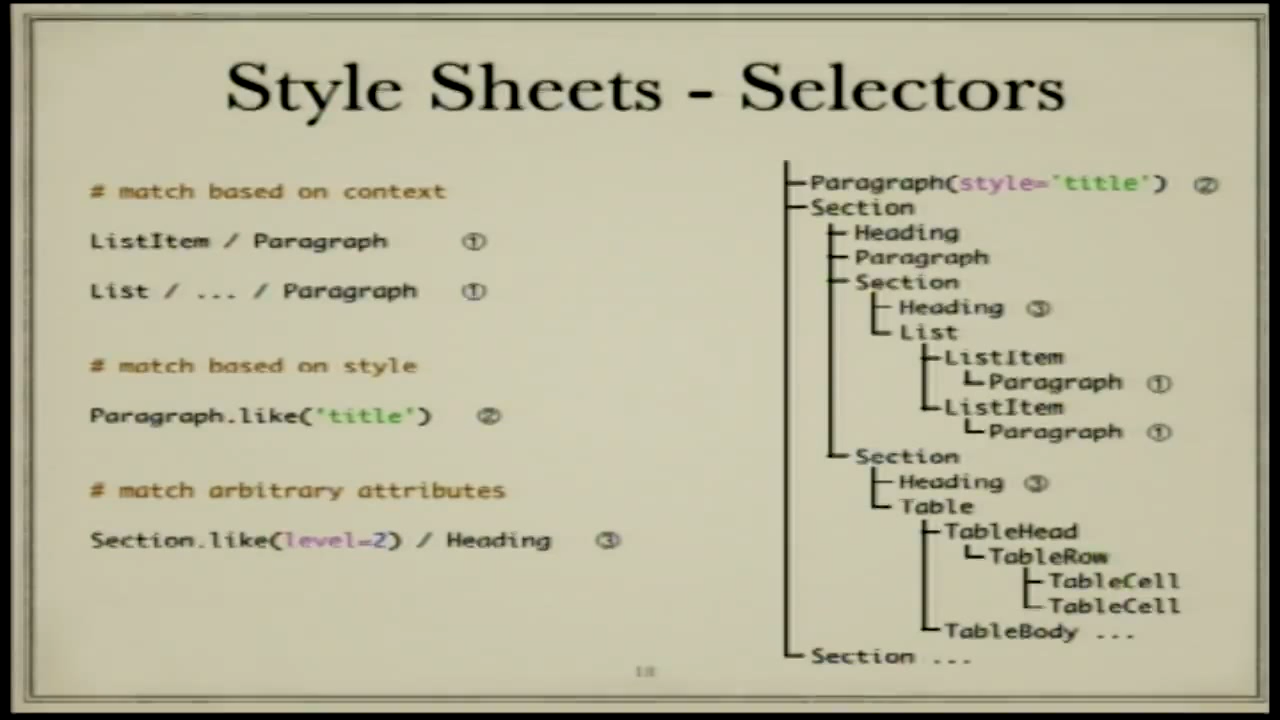 Style Sheets - Selectors
# match based on context
ListItem / Paragraph ①
List / ... / Paragraph ①
# match based on style
Paragraph.like('title') ②
# match arbitrary attributes
Section.like(level=2) / Heading ③
Paragraph(style='title') ②
Section
Heading
Paragraph
Section
Heading ③
List
ListItem
Paragraph ①
ListItem
Paragraph ①
Section
Heading ③
Table
TableHead
TableRow
TableCell
TableCell
TableBody ...
Section ...
18